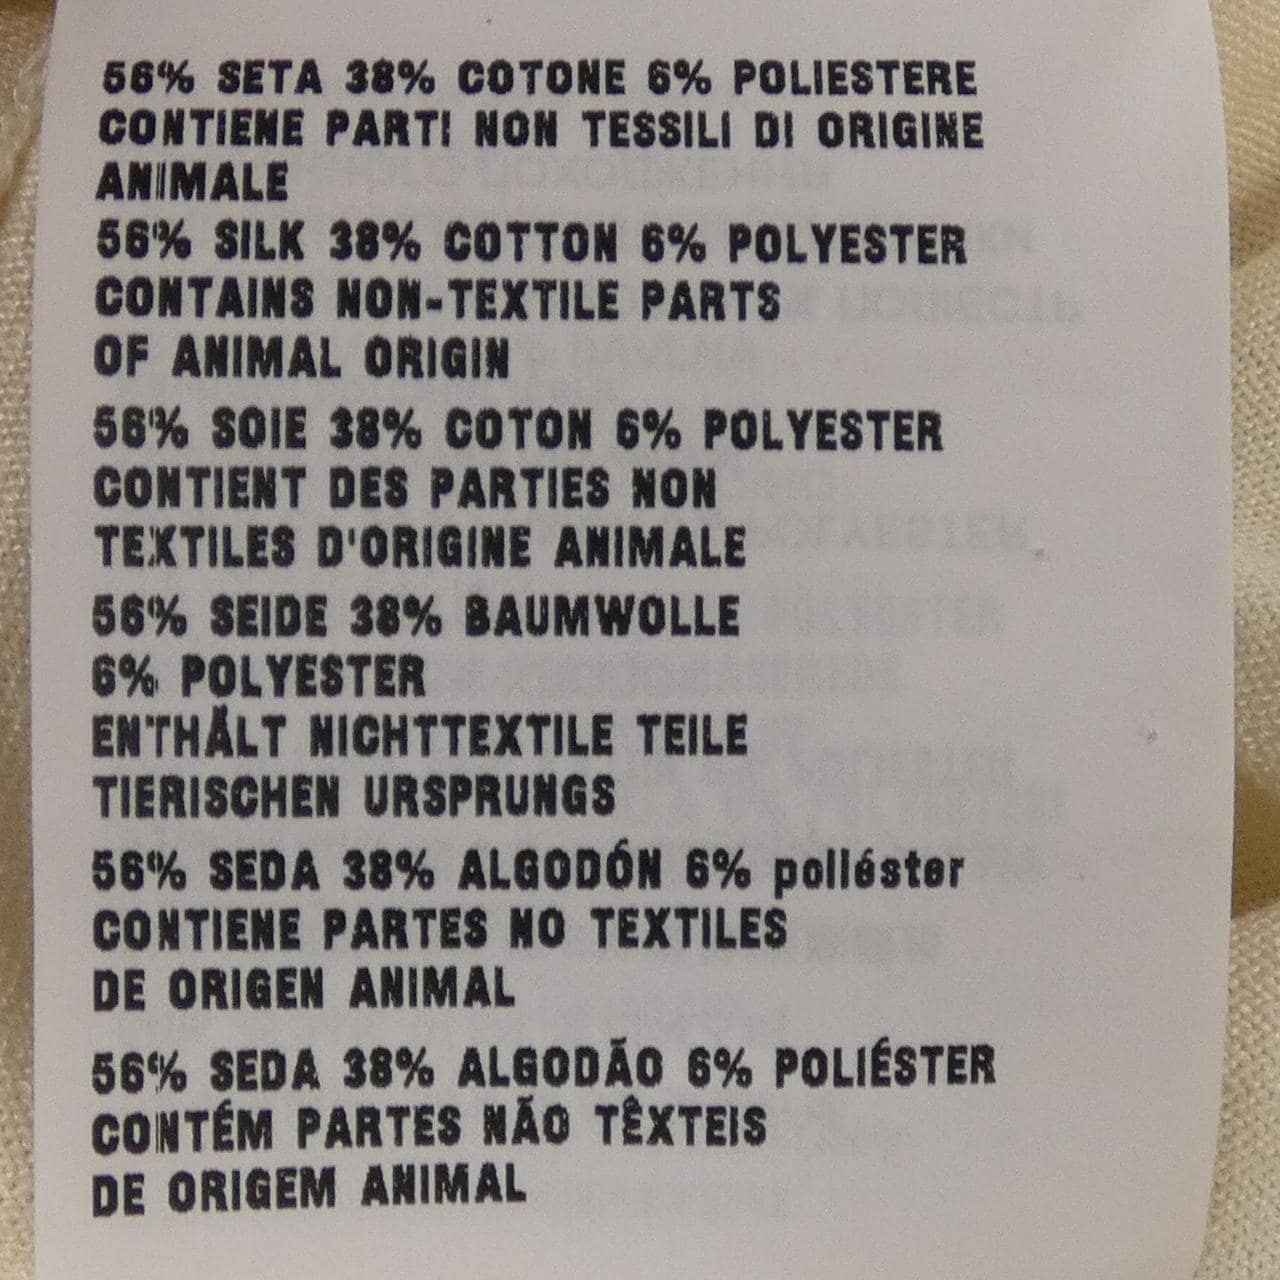 56% SETA 38% COTONE 6% POLIESTERE
CONTIENE PARTI NON TESSILI DI ORIGINE
ANIMALE
56% SILK 38% COTTON 6% POLYESTER
CONTAINS NON-TEXTILE PARTS
OF ANIMAL ORIGIN
56% SOIE 38% COTON 6% POLYESTER
CONTIENT DES PARTIES NON
TEXTILES D'ORIGINE ANIMALE
56% SEIDE 38% BAUMWOLLE
6% POLYESTER
ENTHÄLT NICHTTEXTILE TEILE
TIERISCHEN URSPRUNGS
56% SEDA 38% ALGODÓN 6% poliéster
CONTIENE PARTES NO TEXTILES
DE ORIGEN ANIMAL
56% SEDA 38% ALGODÃO 6% POLIÉSTER
CONTÉM PARTES NÃO TÊXTEIS
DE ORIGEM ANIMAL